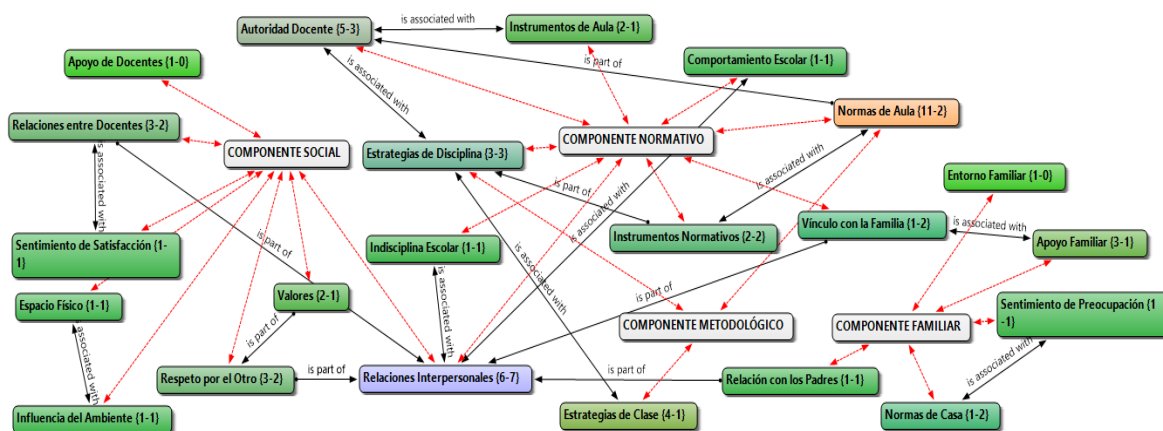 Autoridad Docente {5-3}
is associated with
Instrumentos de Aula {2-1}
Apoyo de Docentes {1-0}
Comportamiento Escolar {1-1}
is part of
is associated with
Normas de Aula {11-2}
Relaciones entre Docentes {3-2}
COMPONENTE SOCIAL
Estrategias de Disciplina {3-3}
COMPONENTE NORMATIVO
is associated with
is associated with
is associated with
is part of
Entorno Familiar {1-0}
Vínculo con la Familia {1-2}
is associated with
Apoyo Familiar {3-1}
Sentimiento de Satisfacción {1-
1}
is part of
Indisciplina Escolar {1-1}
Instrumentos Normativos {2-2}
is associated with
Espacio Físico {1-1}
Valores {2-1}
is associated with
is part of
Sentimiento de Preocupación {1
-1}
COMPONENTE METODOLÓGICO
COMPONENTE FAMILIAR
is associated with
is part of
is associated with
is associated with
Respeto por el Otro {3-2}
is part of
Relaciones Interpersonales {6-7}
is part of
Relación con los Padres {1-1}
Influencia del Ambiente {1-1}
Estrategias de Clase {4-1}
Normas de Casa {1-2}